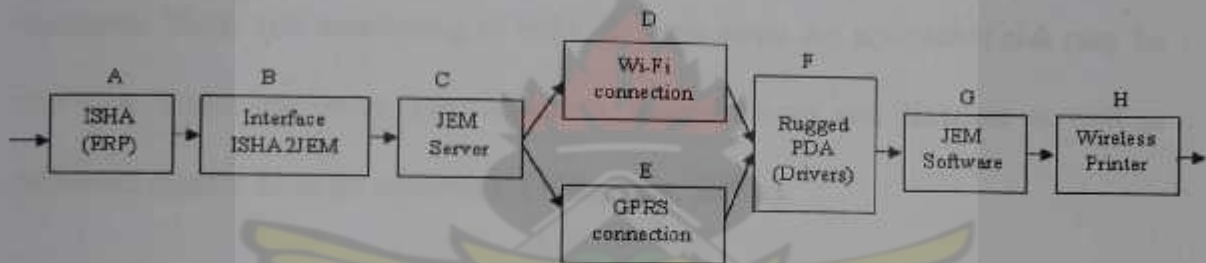 A
ISHA
(ERP)
B
Interface
ISHA2JEM
C
JEM
Server
D
Wi-Fi
connection
E
GPRS
connection
F
Rugged
PDA
(Drivers)
G
JEM
Software
H
Wireless
Printer